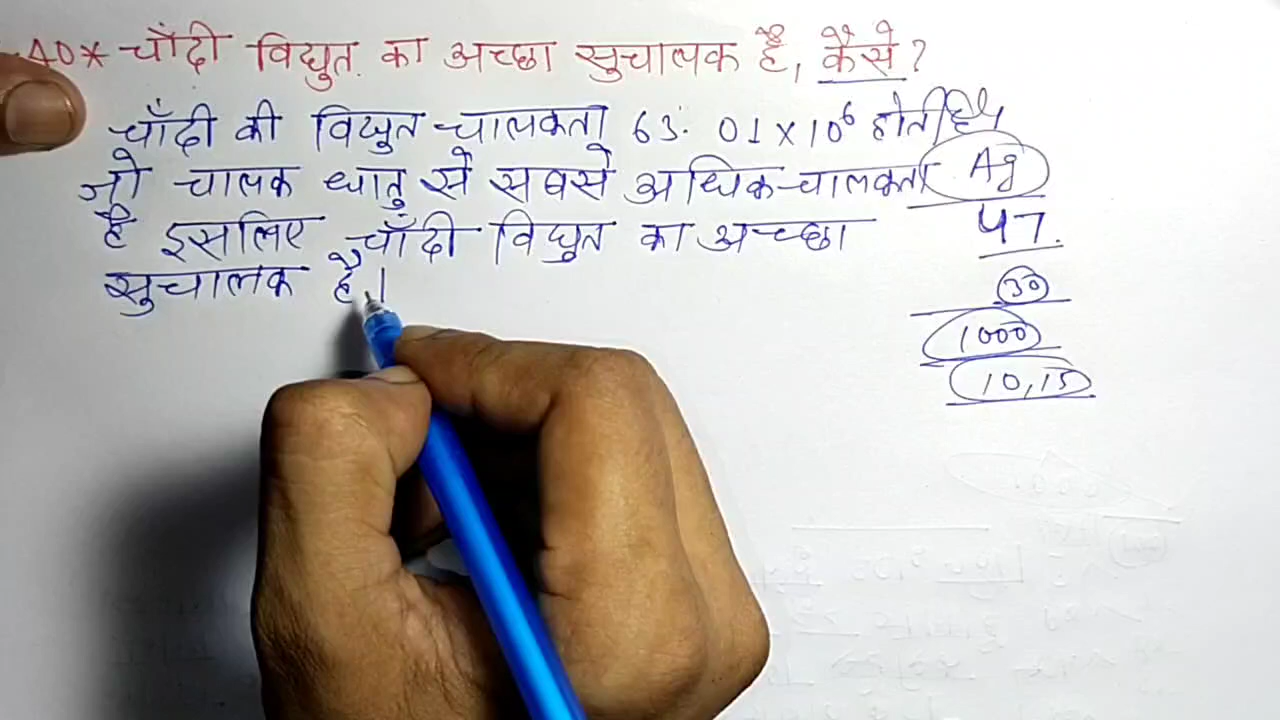 40* चाँदी विद्युत का अच्छा सुचालक है, कैसे ?
चाँदी की विद्युत चालकता 63.01×10⁶ होती है।
जो चालक धातु से सबसे अधिक चालकता
है इसलिए चाँदी विद्युत का अच्छा
सुचालक है।
Ag
47.
30
1000
10,15